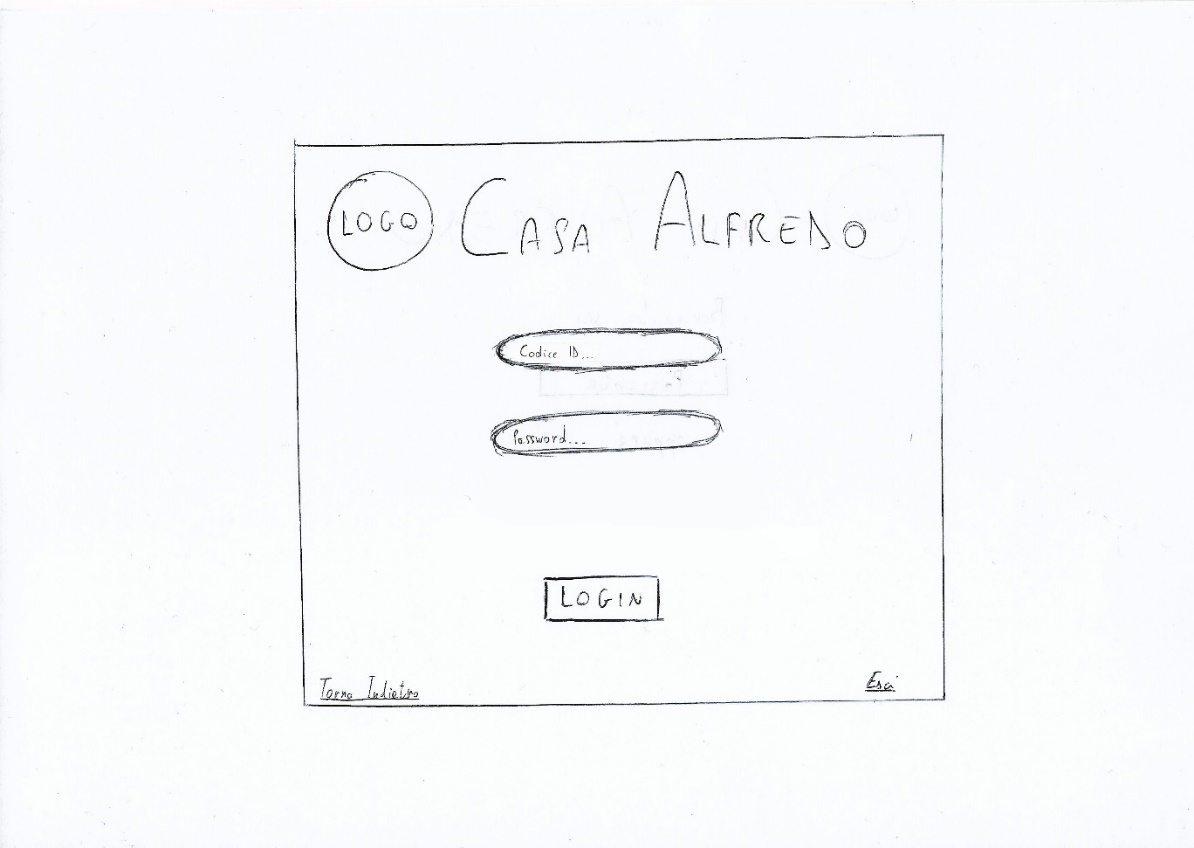 LOGO CASA ALFREDO
Codice ID...
Password...
LOGIN
Torna Indietro Esci